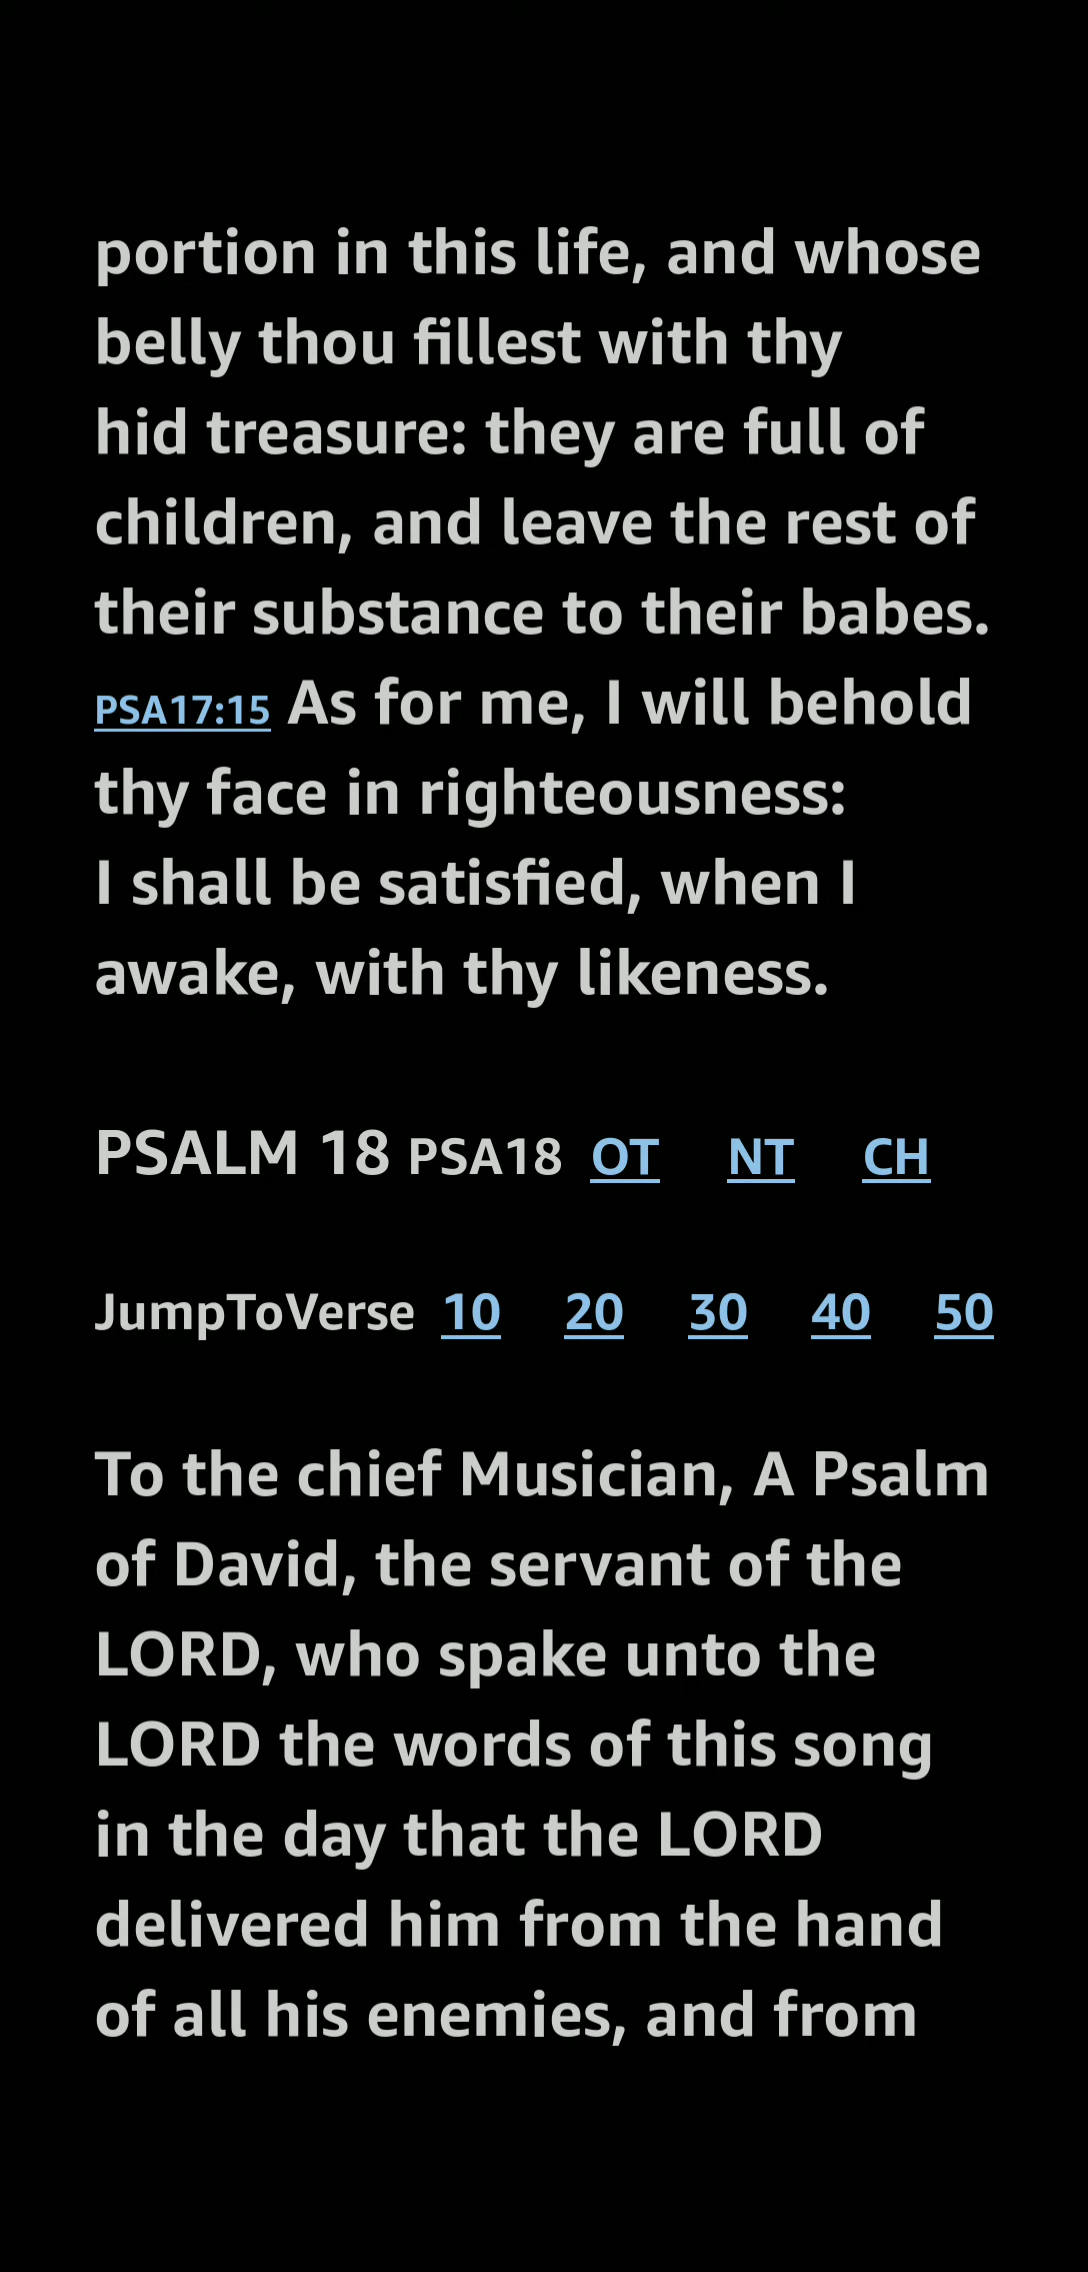 portion in this life, and whose
belly thou fillest with thy
hid treasure: they are full of
children, and leave the rest of
their substance to their babes.
PSA17:15 As for me, I will behold
thy face in righteousness:
I shall be satisfied, when I
awake, with thy likeness.
PSALM 18 PSA18 OT NT CH
JumpToVerse 10 20 30 40 50
To the chief Musician, A Psalm
of David, the servant of the
LORD, who spake unto the
LORD the words of this song
in the day that the LORD
delivered him from the hand
of all his enemies, and from